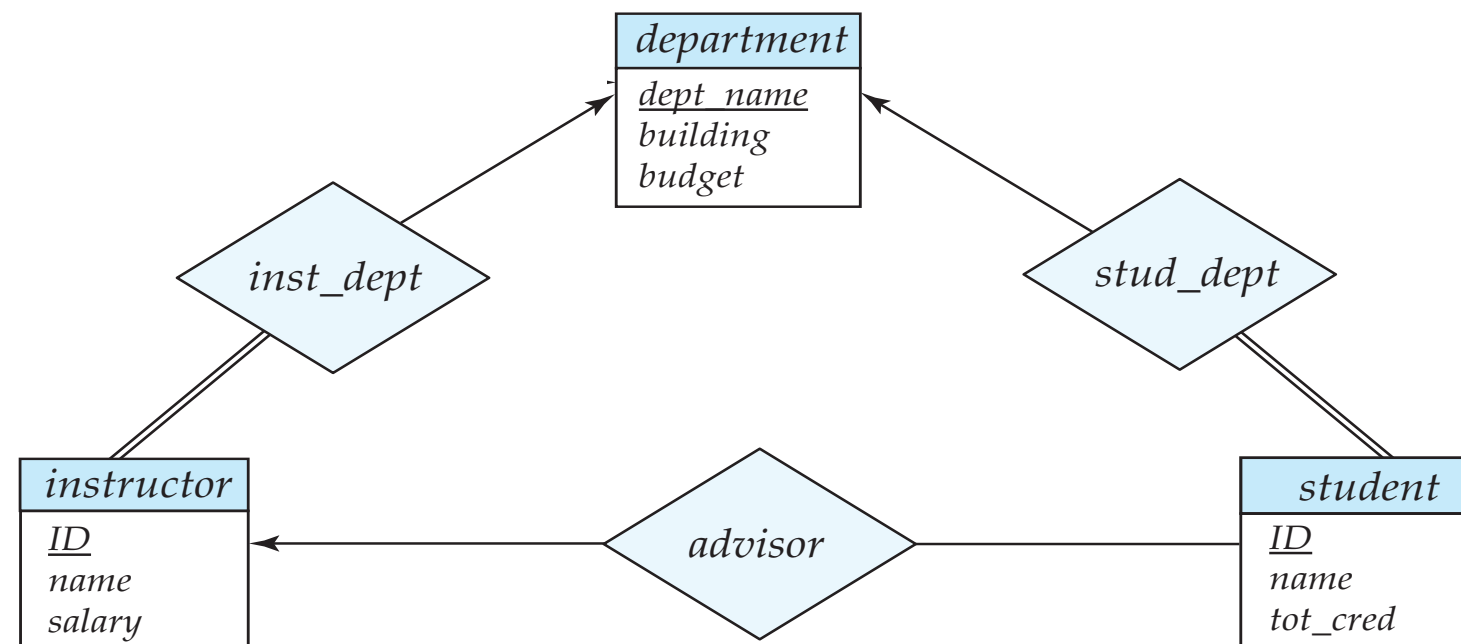 department
dept_name
building
budget
inst_dept
stud_dept
instructor
ID
name
salary
advisor
student
ID
name
tot_cred